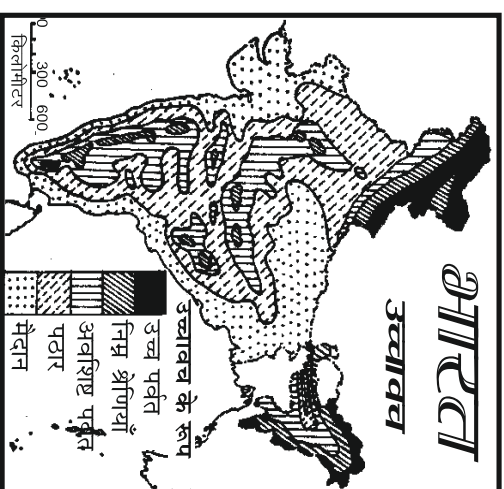 भारत
उच्चावच
उच्चावच के रूप
उच्च पर्वत
निम्न श्रेणियाँ
अवशिष्ट पर्वत
पठार
मैदान
0 300 600
किलोमीटर